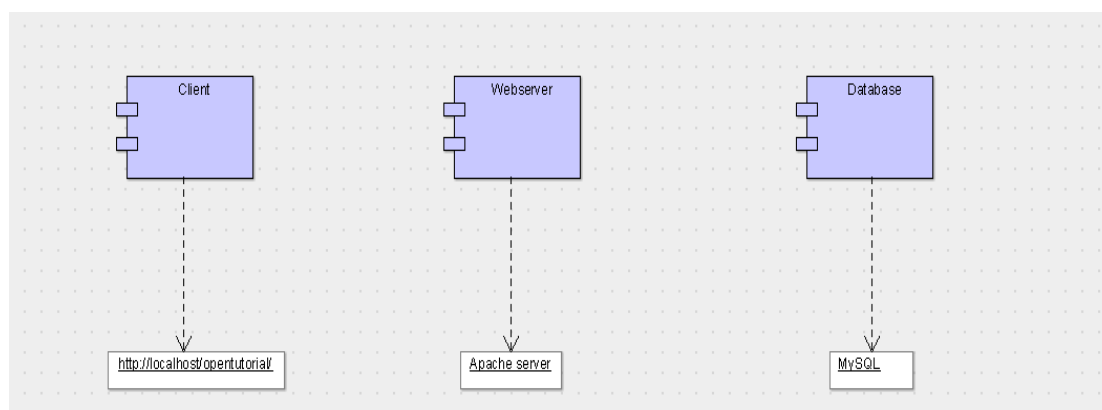 Client
Webserver
Database
http://localhost/opentutorial/
Apache server
MySQL